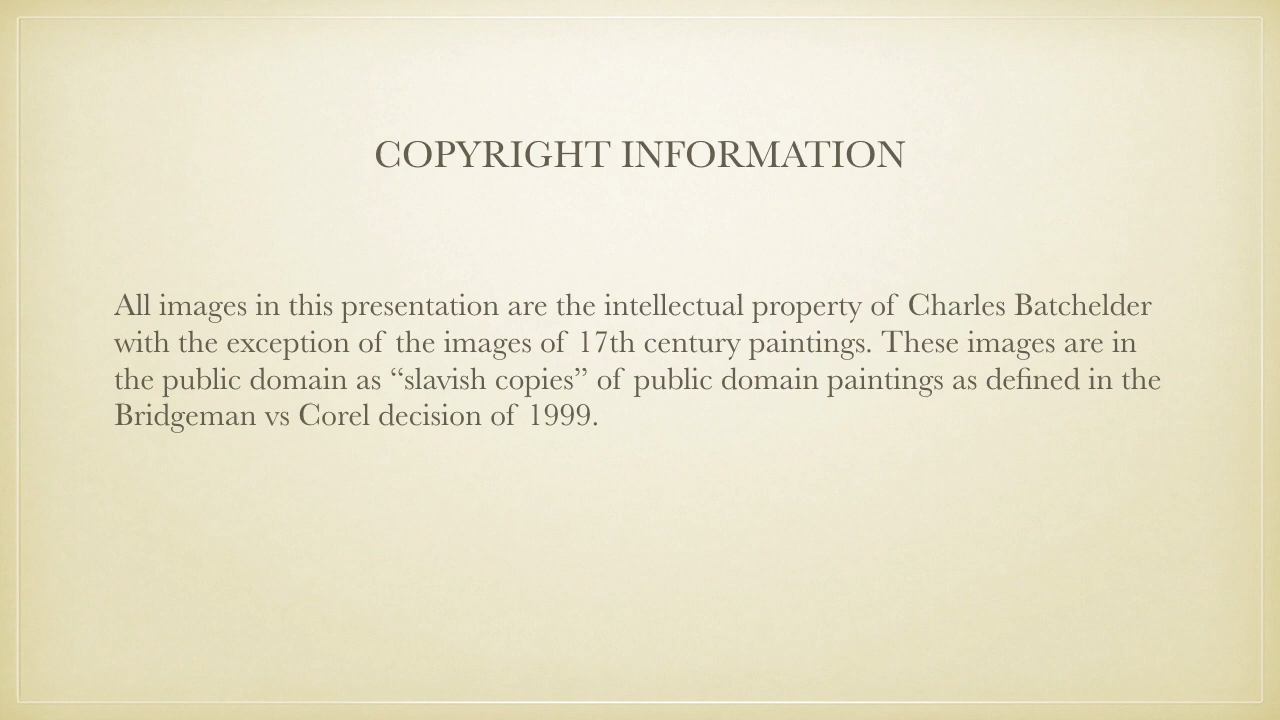 COPYRIGHT INFORMATION
All images in this presentation are the intellectual property of Charles Batchelder
with the exception of the images of 17th century paintings. These images are in
the public domain as “slavish copies” of public domain paintings as defined in the
Bridgeman vs Corel decision of 1999.